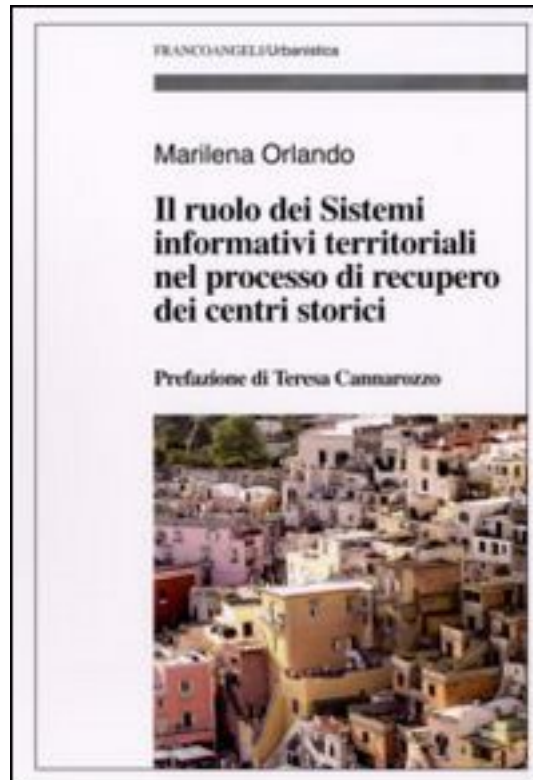 FRANCOANGELI/Urbanistica
Marilena Orlando
Il ruolo dei Sistemi
informativi territoriali
nel processo di recupero
dei centri storici
Prefazione di Teresa Cannarozzo